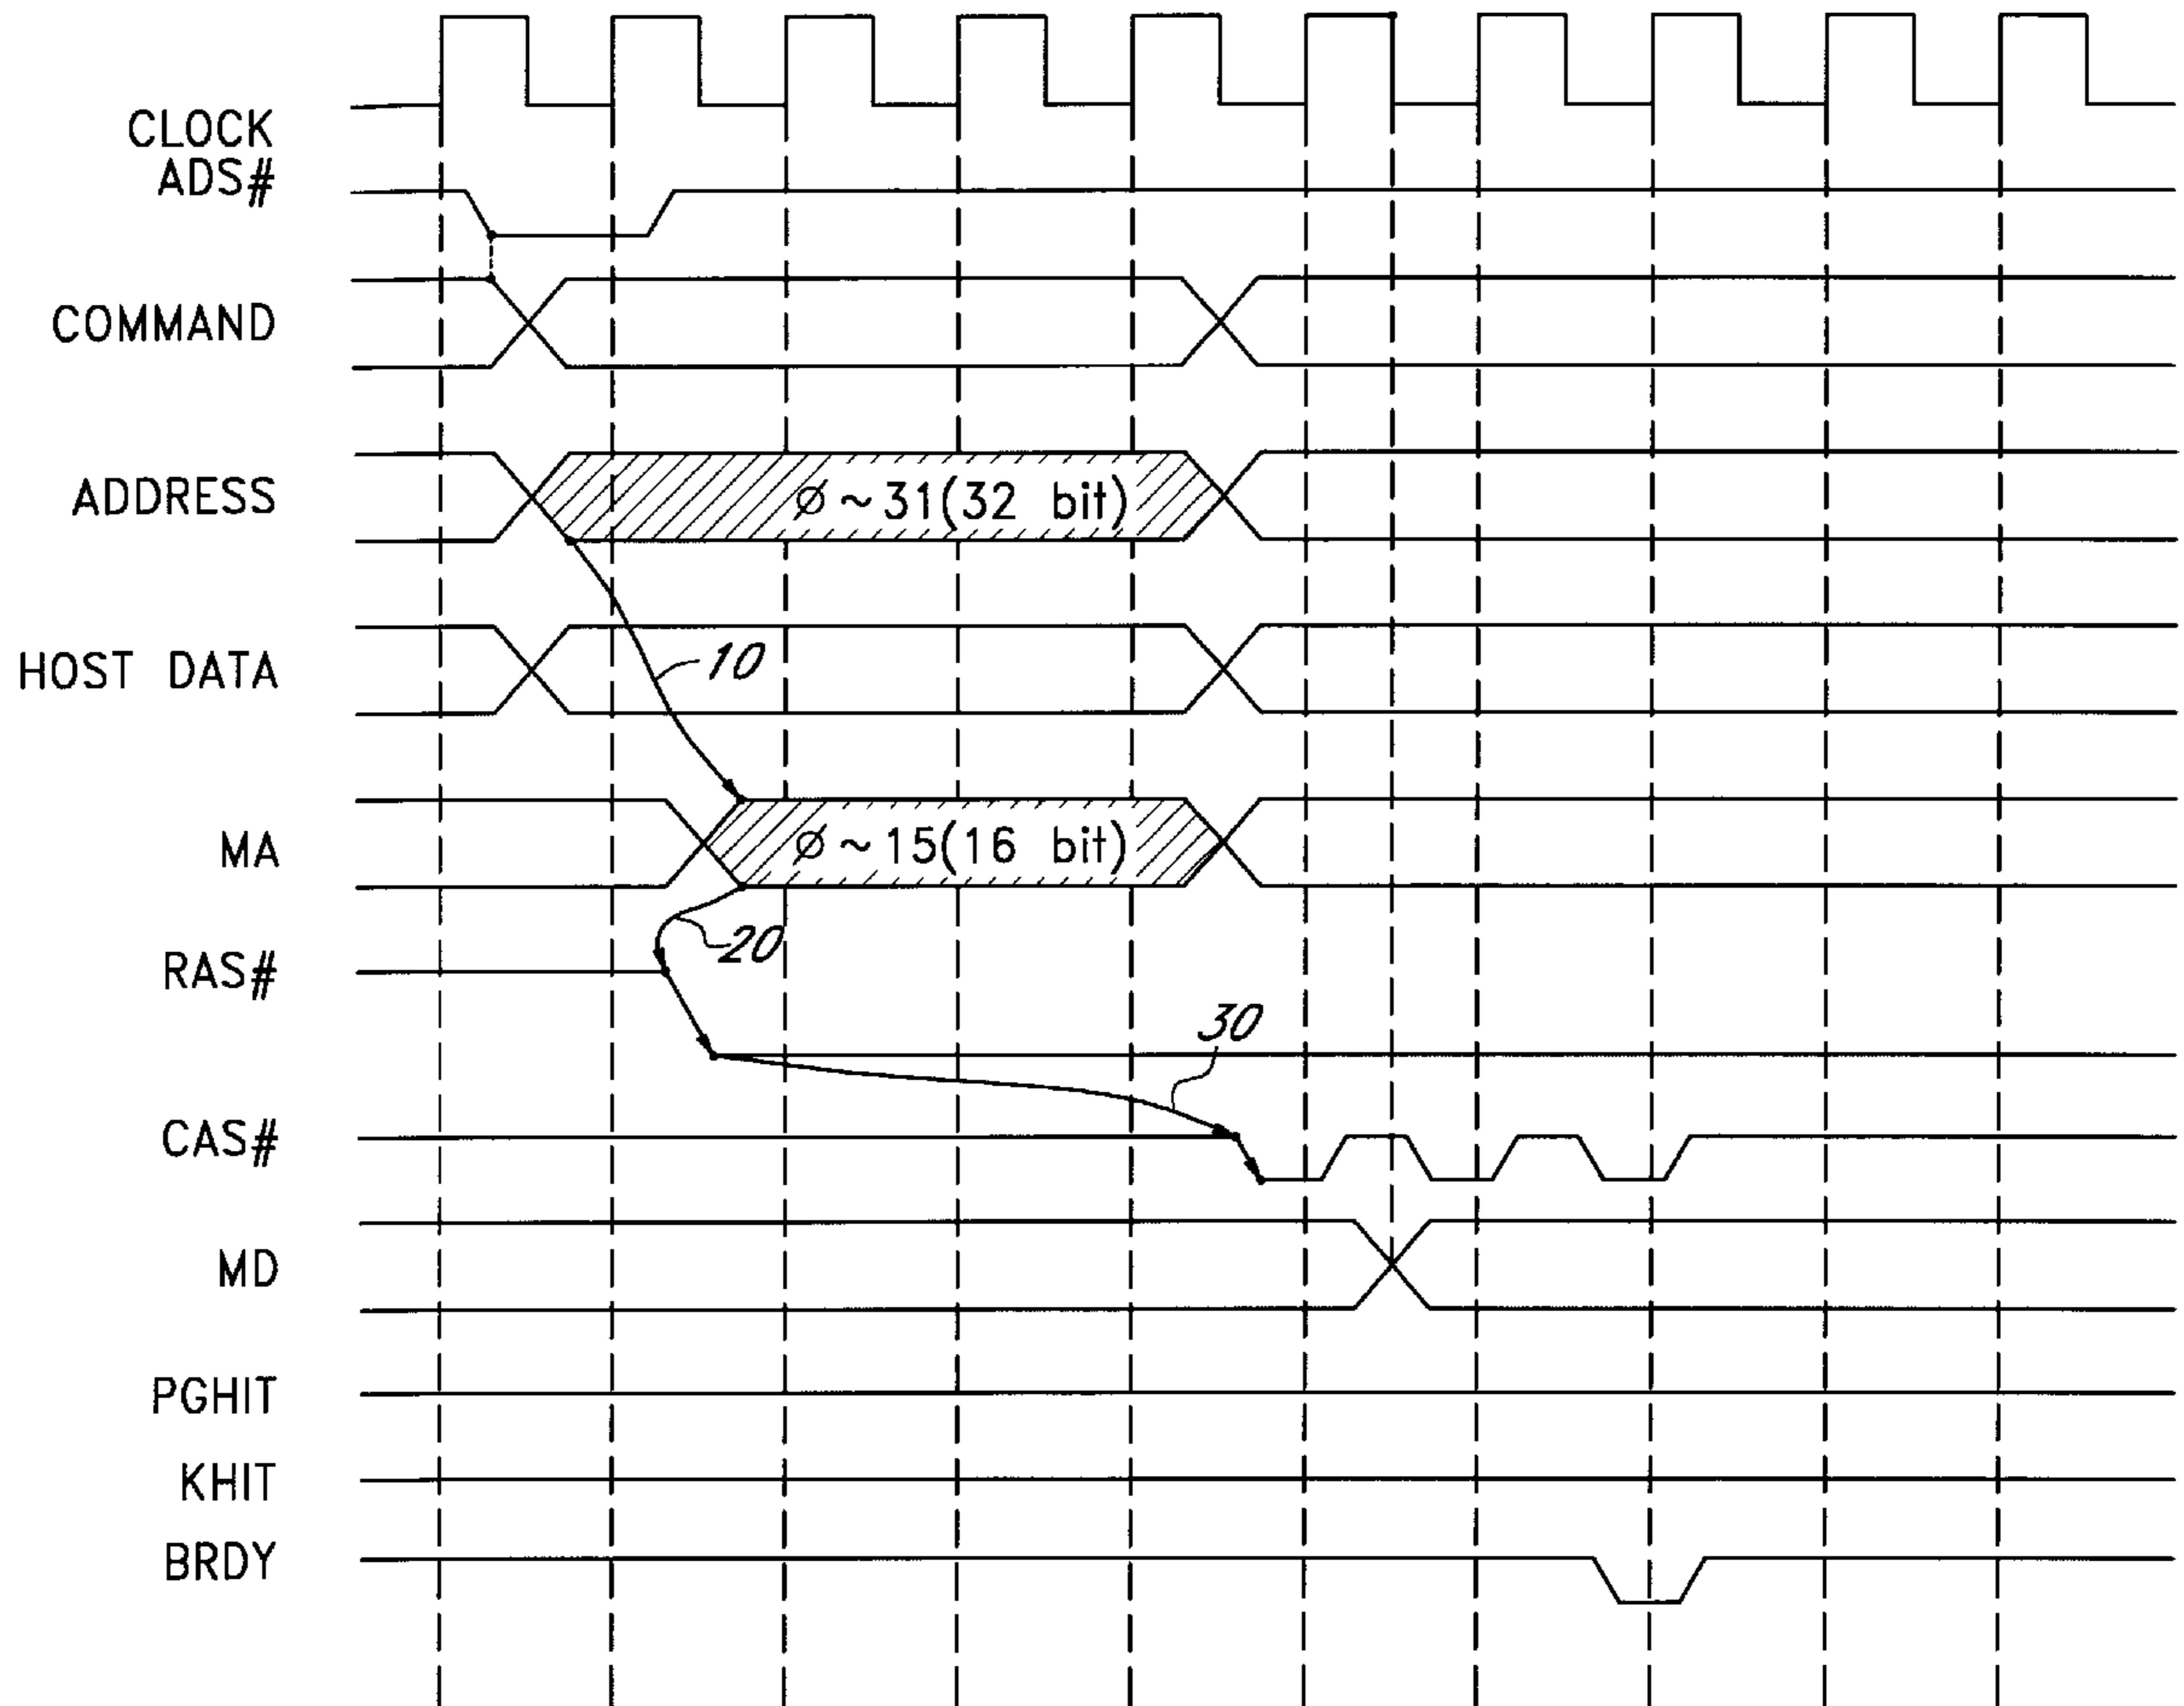 CLOCK
ADS#
COMMAND
ADDRESS
ϕ ~ 31(32 bit)
HOST DATA
10
MA
ϕ ~ 15(16 bit)
20
RAS#
30
CAS#
MD
PGHIT
KHIT
BRDY